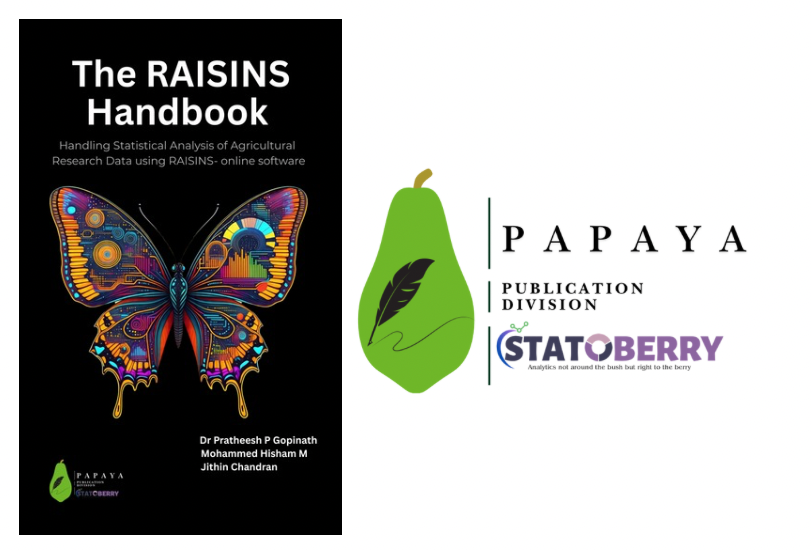 The RAISINS
Handbook
Handling Statistical Analysis of Agricultural
Research Data using RAISINS- online software
Dr Pratheesh P Gopinath
Mohammed Hisham M
Jithin Chandran
PAPAYA
PUBLICATION
DIVISION
STATOBERRY
PAPAYA
PUBLICATION
DIVISION
STATOBERRY
Analytics not around the bush but right to the berry